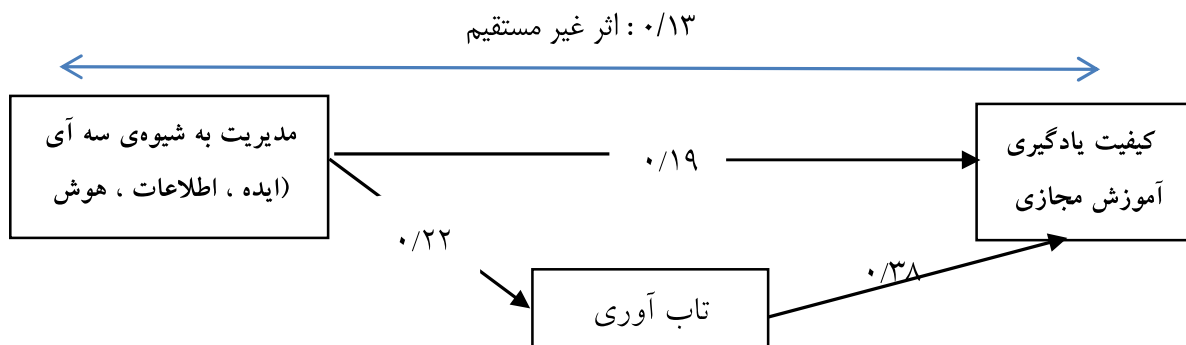 ۰/۱۳ : اثر غیر مستقیم
مدیریت به شیوه‌ی سه آی
(ایده ، اطلاعات ، هوش
۰/۱۹
کیفیت یادگیری
آموزش مجازی
۰/۲۲
۰/۳۸
تاب آوری